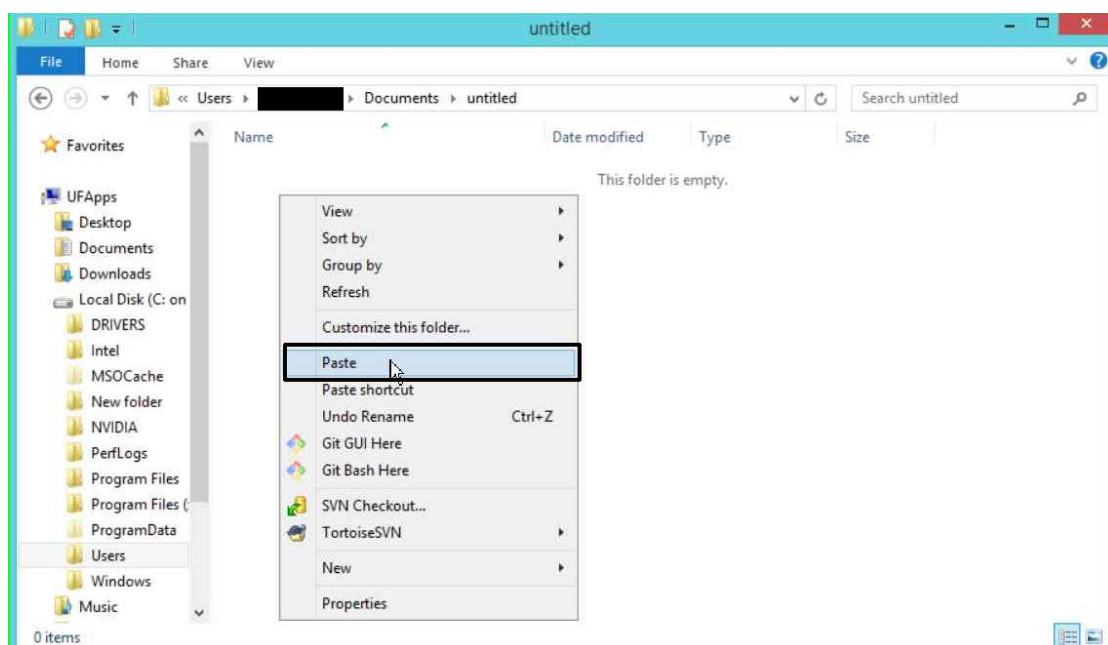 untitled
File Home Share View
« Users Documents untitled Search untitled
Name Date modified Type Size
This folder is empty.
Favorites
UFApps
Desktop
Documents
Downloads
Local Disk (C: on
DRIVERS
Intel
MSOCache
New folder
NVIDIA
PerfLogs
Program Files
Program Files (
ProgramData
Users
Windows
Music
View
Sort by
Group by
Refresh
Customize this folder...
Paste
Paste shortcut
Undo Rename Ctrl+Z
Git GUI Here
Git Bash Here
SVN Checkout...
TortoiseSVN
New
Properties
0 items